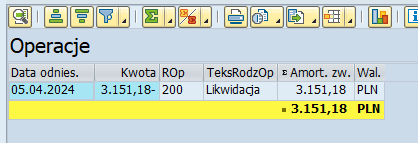 Operacje
Data odnies. Kwota ROp TeksRodzOp Amort. zw. Wal.
05.04.2024 3.151,18- 200 Likwidacja 3.151,18 PLN
3.151,18 PLN